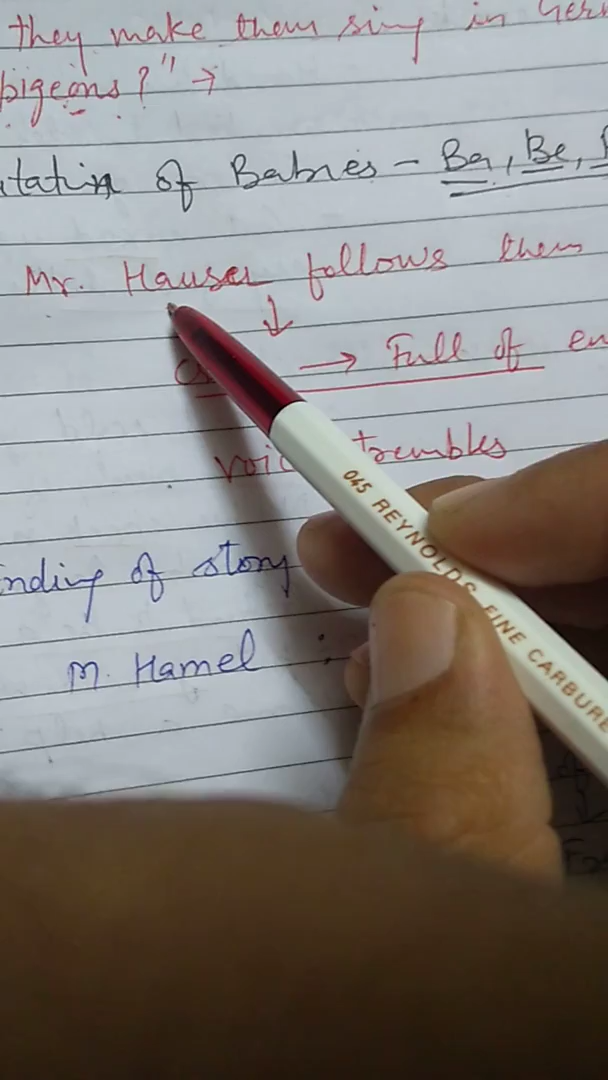 they make them sing in
pigeons?" →
of Babies - Ba, Be,
Mr. Hauser follows them
↓
→ Full of
trembles
of story
M. Hamel :
045 REYNOLDS FINE CARBURE